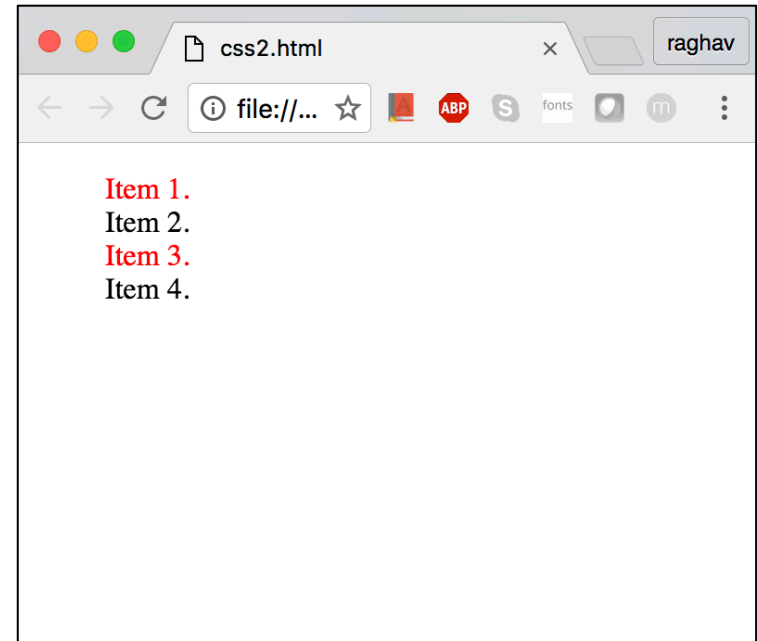 css2.html
raghav
file://...
A
ABP
S
fonts
m
Item 1.
Item 2.
Item 3.
Item 4.